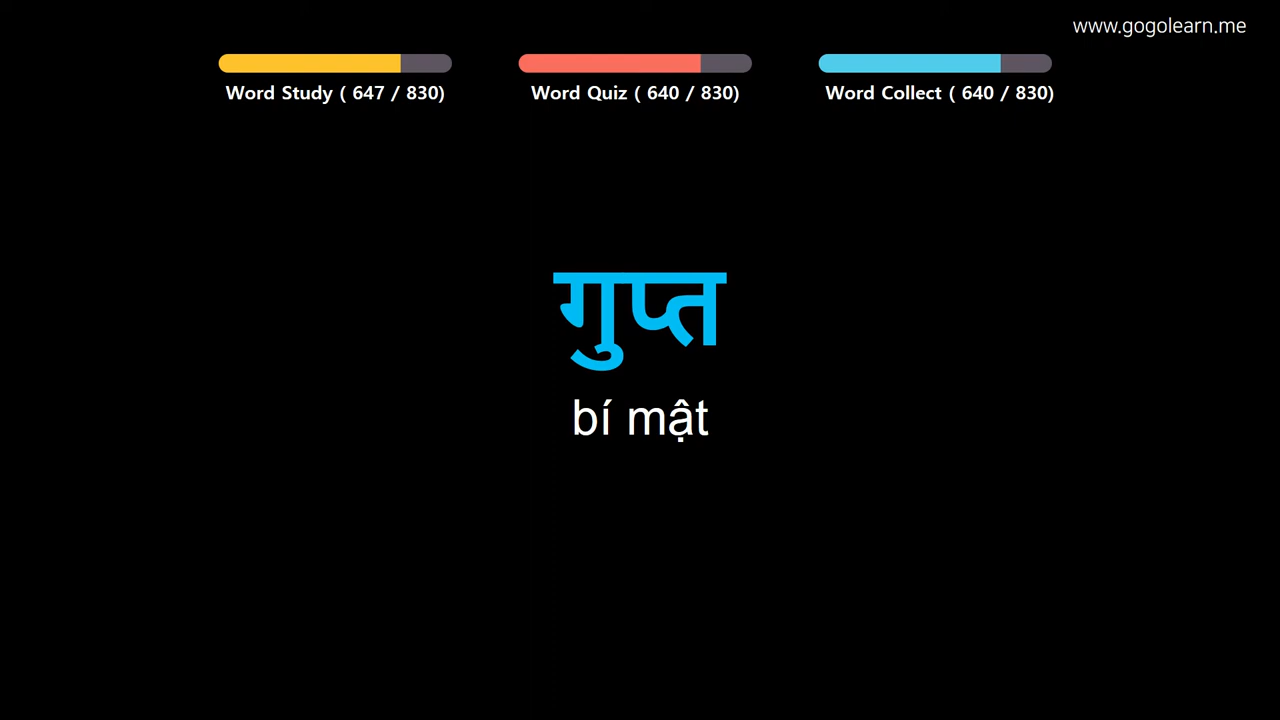 www.gogolearn.me
Word Study ( 647 / 830)
Word Quiz ( 640 / 830)
Word Collect ( 640 / 830)
गुप्त
bí mật